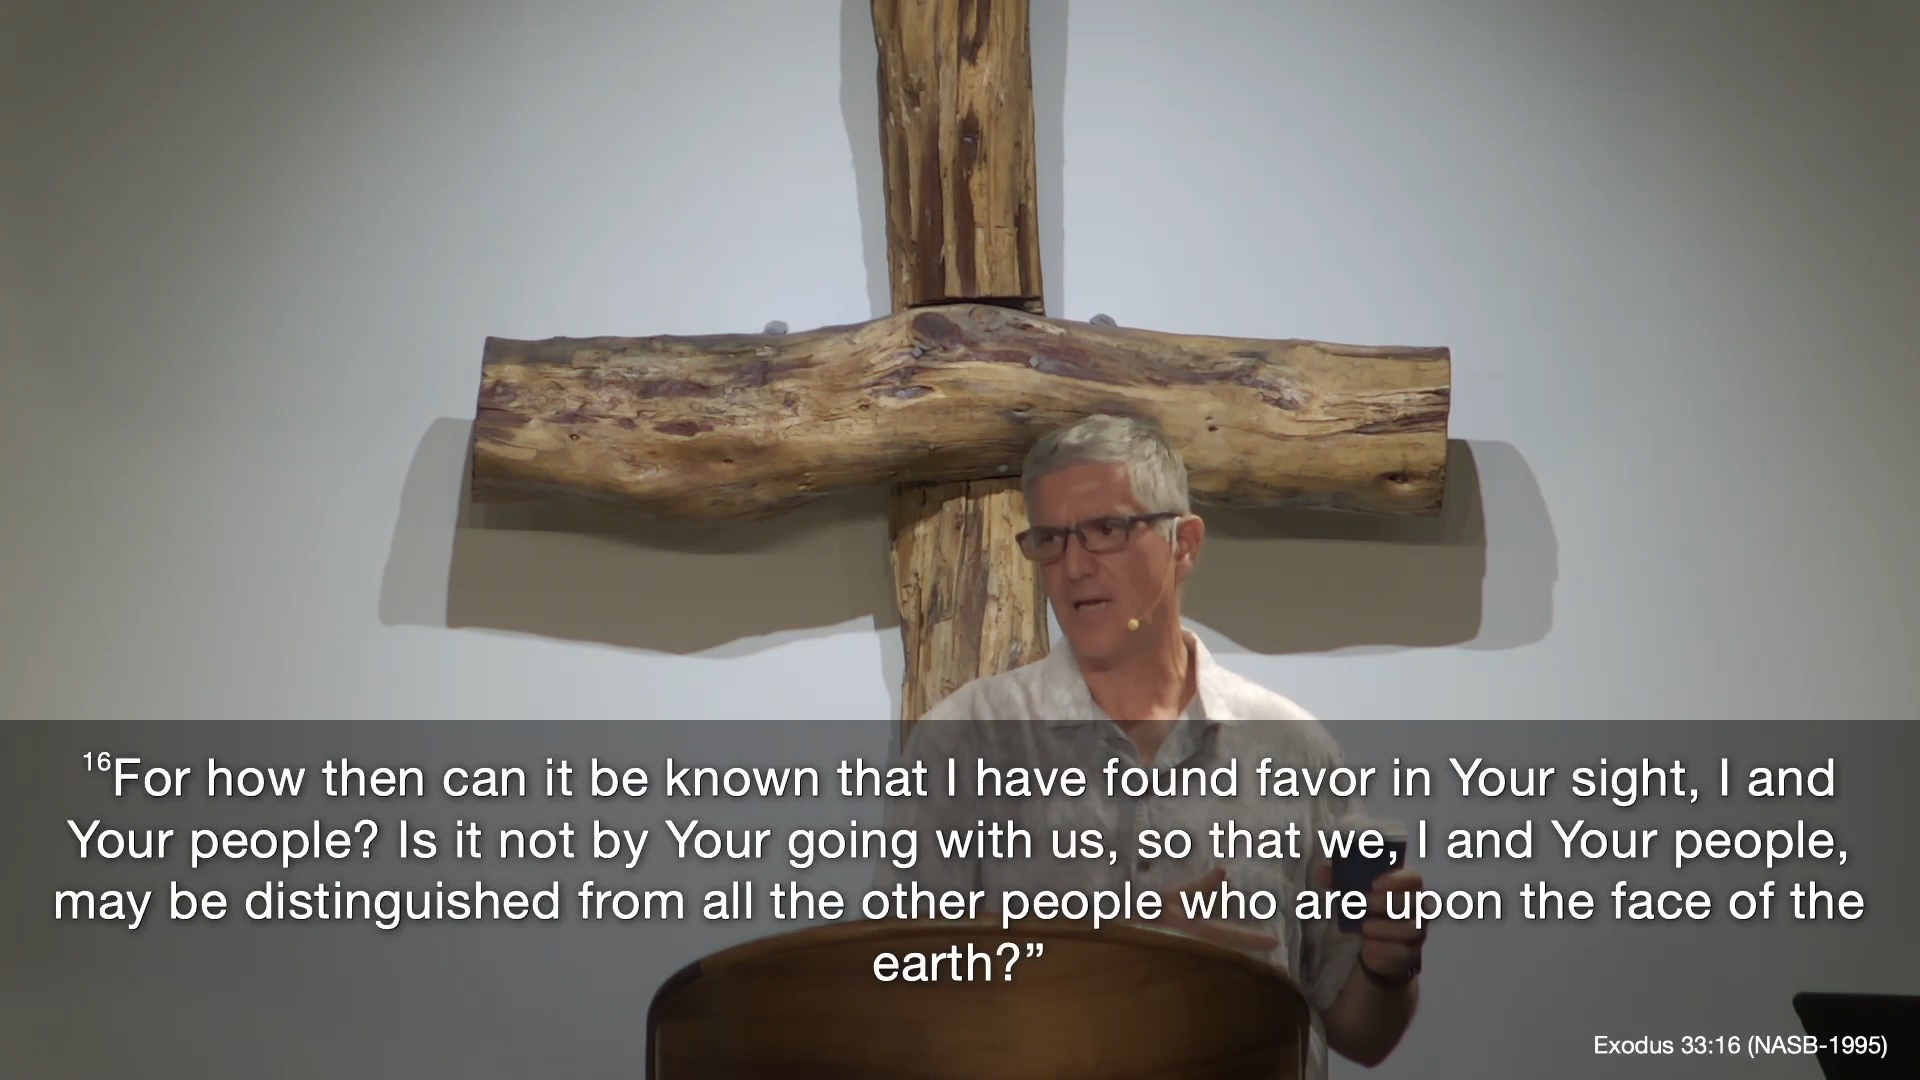 16“For how then can it be known that I have found favor in Your sight, I and
Your people? Is it not by Your going with us, so that we, I and Your people,
may be distinguished from all the other people who are upon the face of the
earth?”
Exodus 33:16 (NASB-1995)